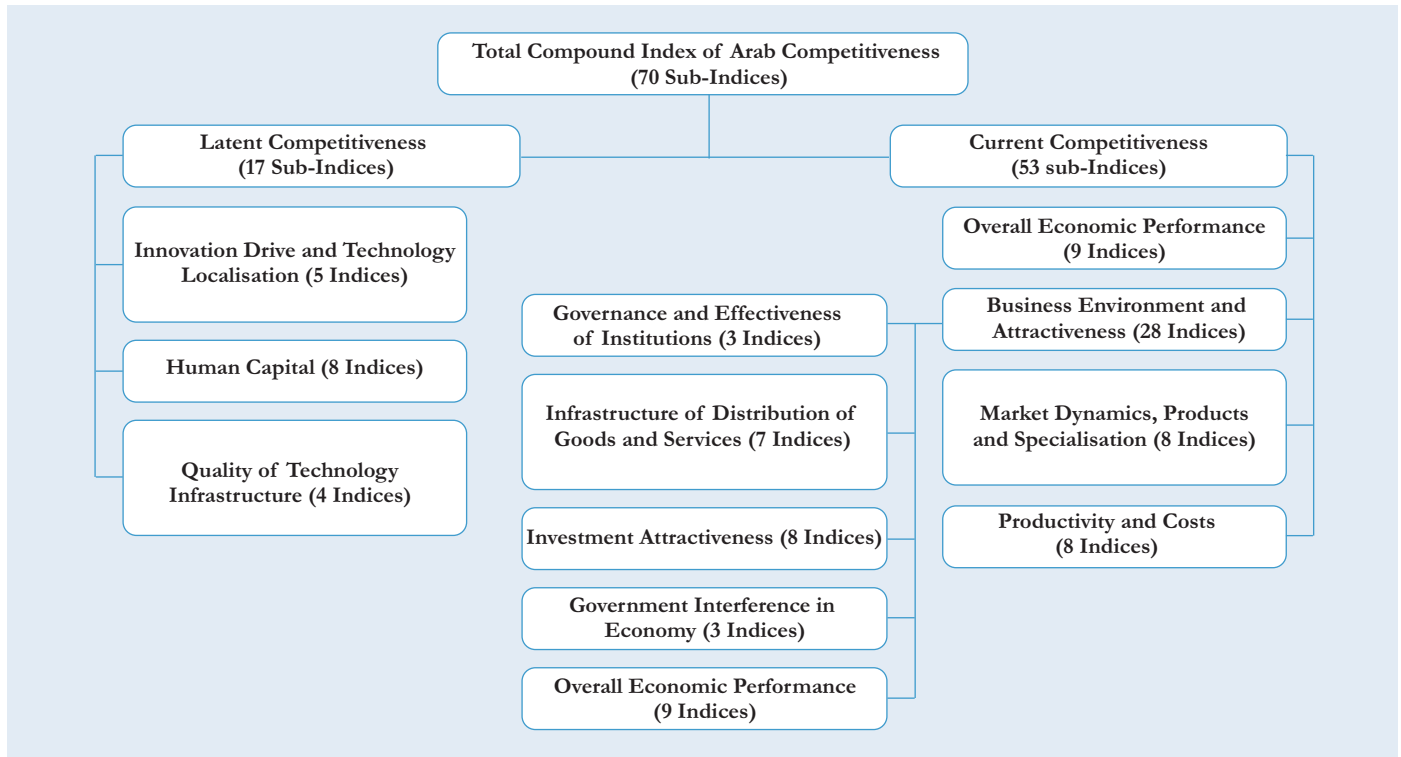 Total Compound Index of Arab Competitiveness
(70 Sub-Indices)
Latent Competitiveness
(17 Sub-Indices)
Innovation Drive and Technology
Localisation (5 Indices)
Human Capital (8 Indices)
Quality of Technology
Infrastructure (4 Indices)
Current Competitiveness
(53 sub-Indices)
Overall Economic Performance
(9 Indices)
Business Environment and
Attractiveness (28 Indices)
Market Dynamics, Products
and Specialisation (8 Indices)
Productivity and Costs
(8 Indices)
Governance and Effectiveness
of Institutions (3 Indices)
Infrastructure of Distribution of
Goods and Services (7 Indices)
Investment Attractiveness (8 Indices)
Government Interference in
Economy (3 Indices)
Overall Economic Performance
(9 Indices)